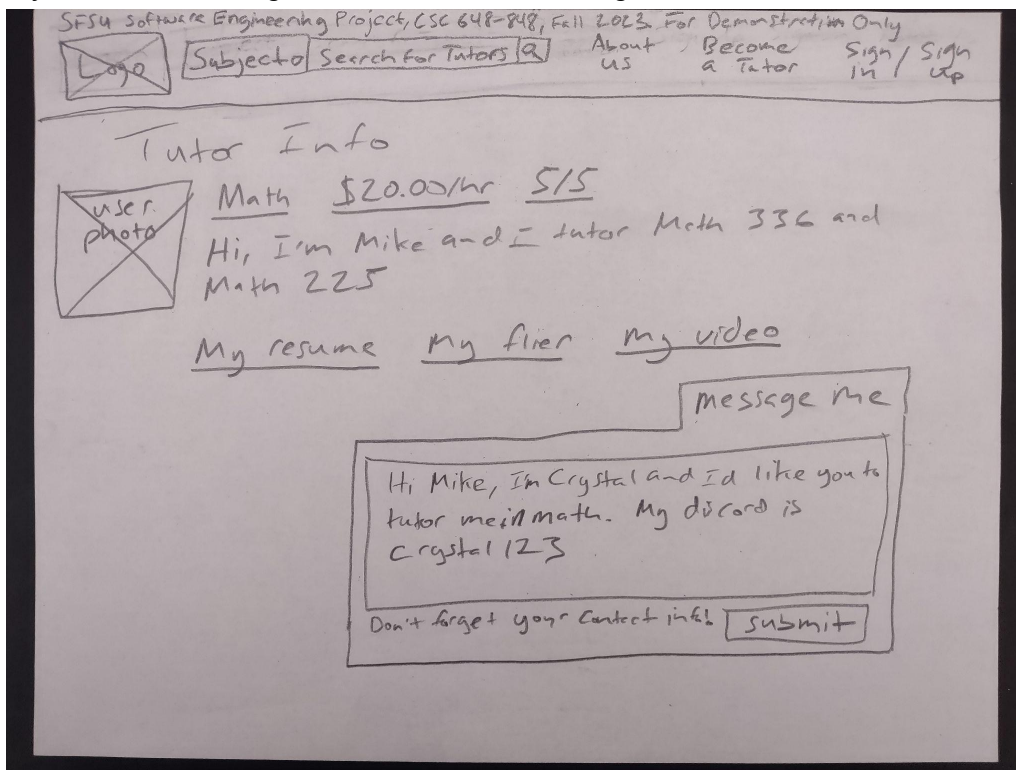 SFSU Software Engineering Project, CSC 648-848, Fall 2023. For Demonstration Only
Logo Subject Search for Tutors About us Become a Tutor Sign in / Sign up
Tutor Info
user photo
Math $20.00/hr 5/5
Hi, I'm Mike and I tutor Math 336 and
Math 225
My resume My flier My video
message me
Hi Mike, I'm Crystal and Id like you to
tutor me in math. My discord is
Crystal123
Don't forget your contact info! submit